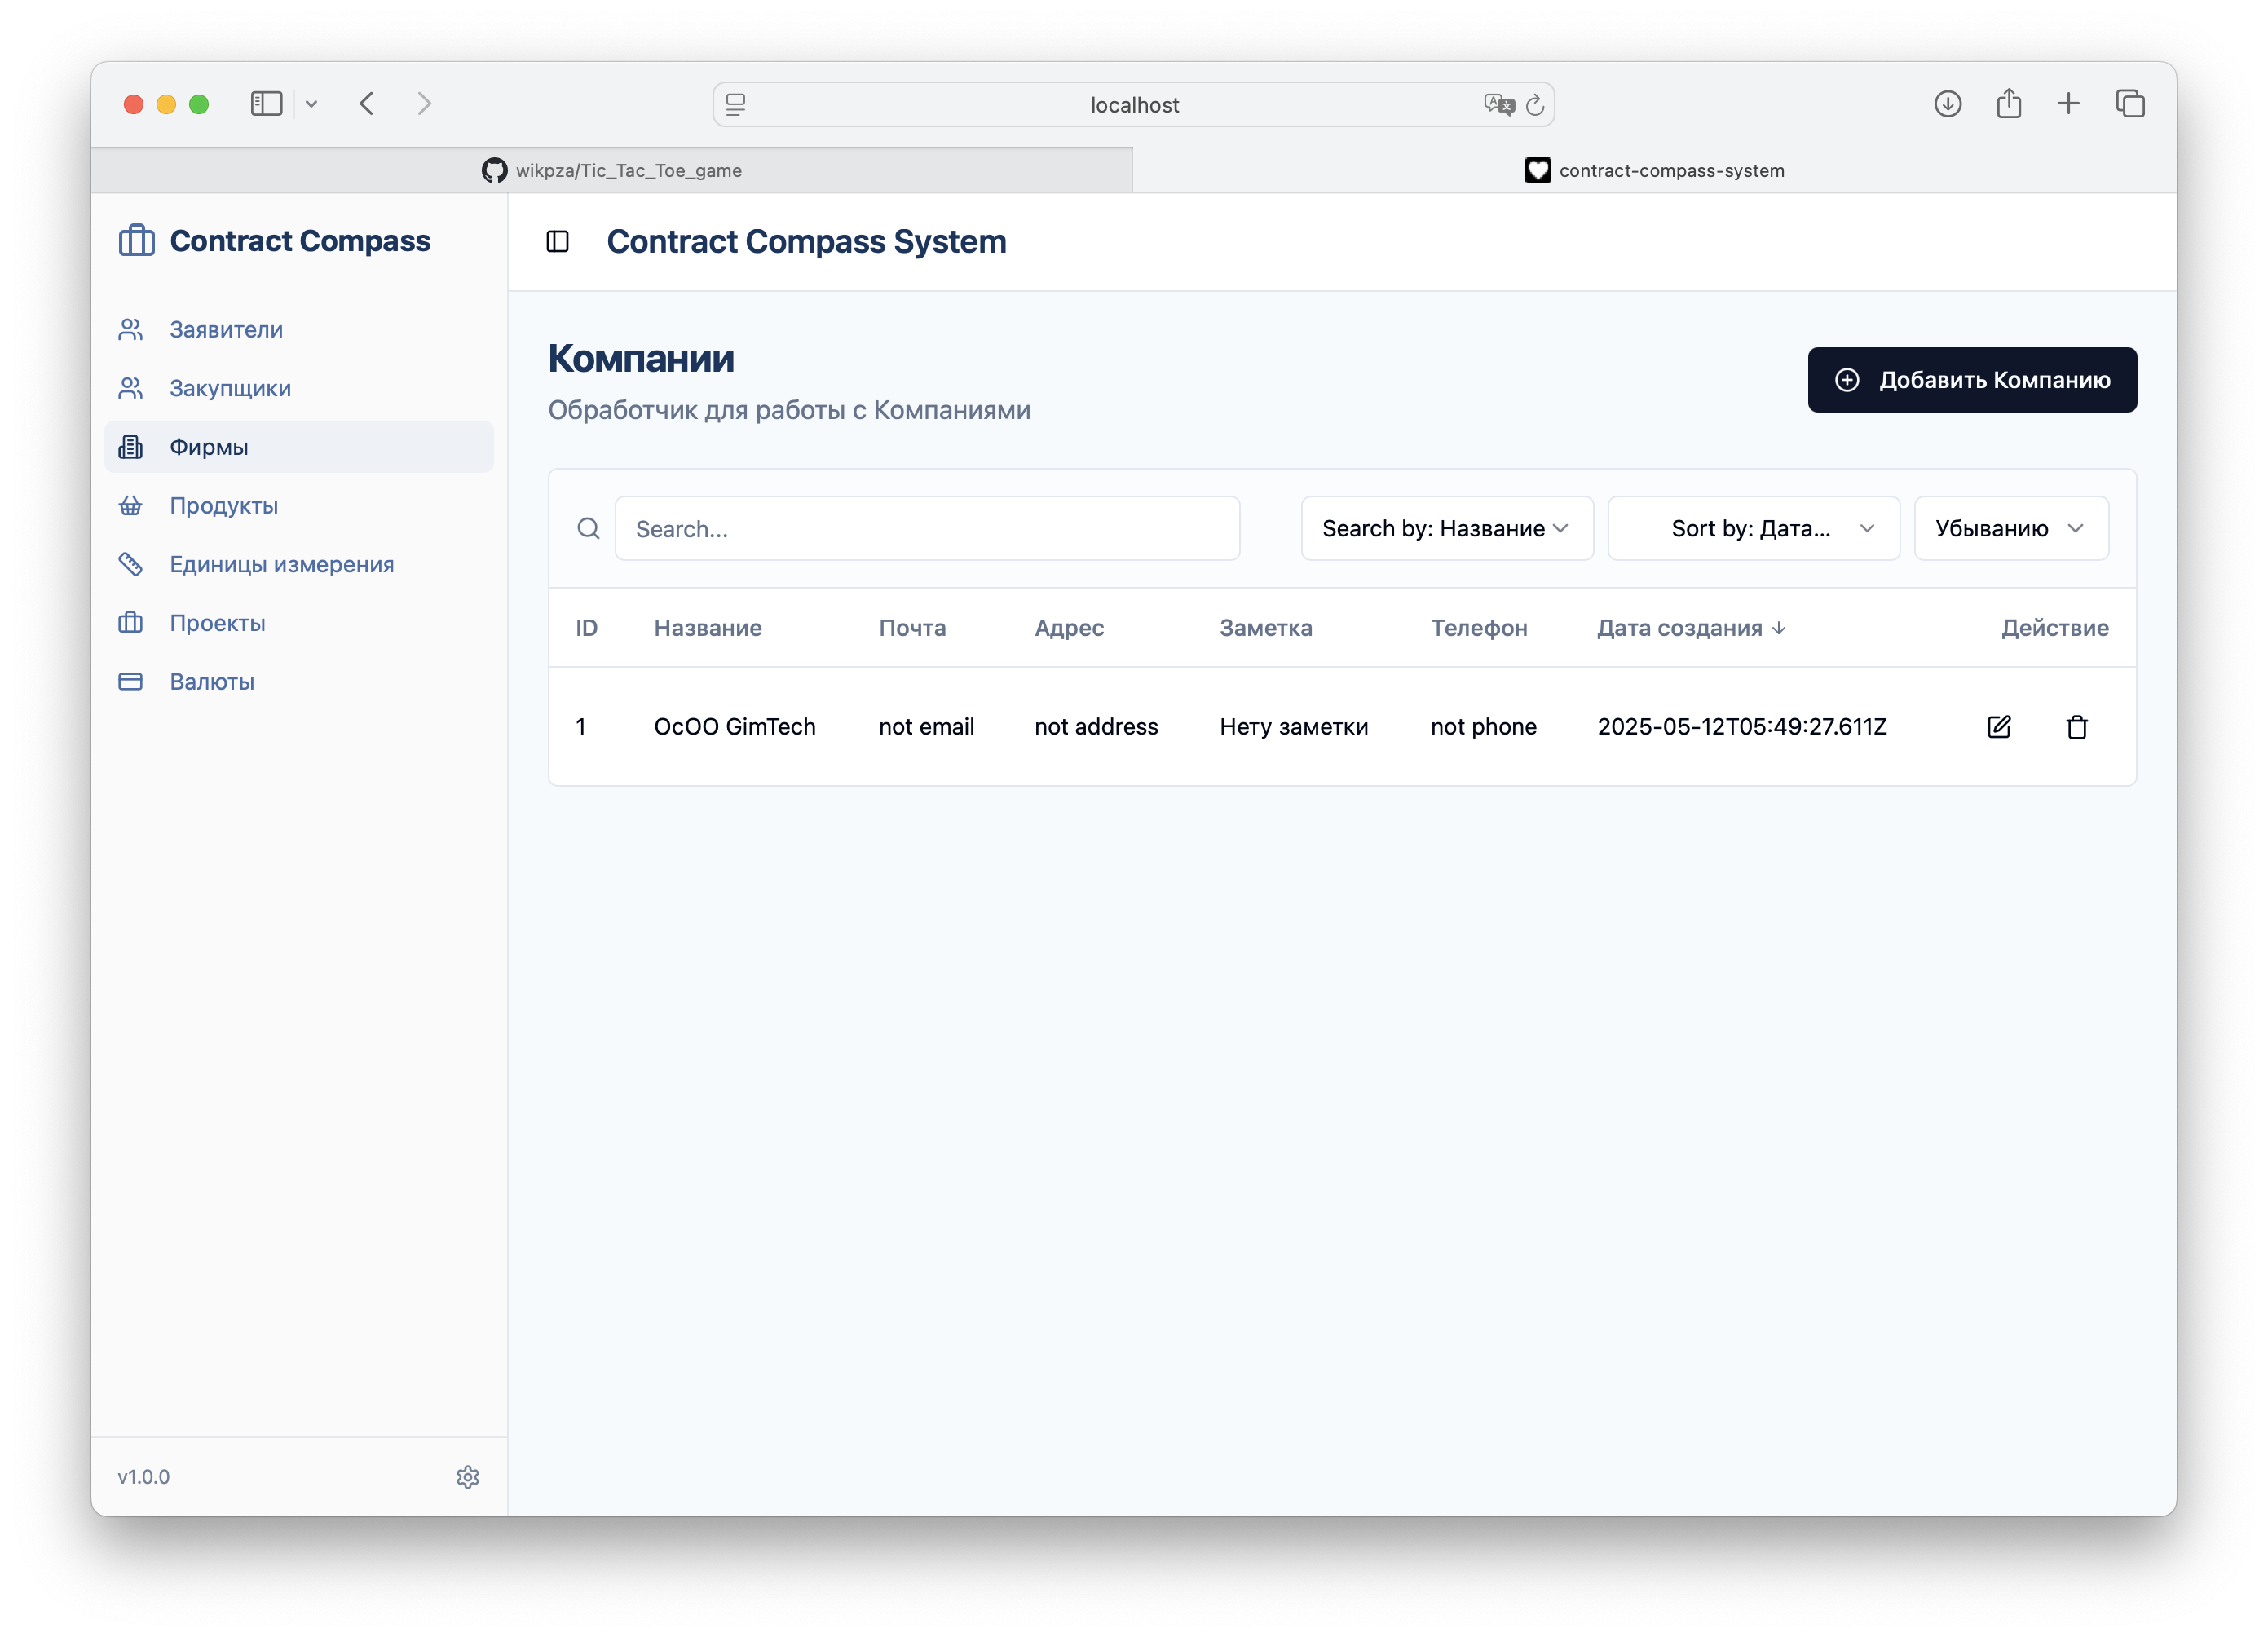 localhost
wikpza/Tic_Tac_Toe_game
contract-compass-system
Contract Compass
Contract Compass System
Заявители
Закупщики
Фирмы
Продукты
Единицы измерения
Проекты
Валюты
Компании
Обработчик для работы с Компаниями
Добавить Компанию
Search...
Search by: Название
Sort by: Дата...
Убыванию
ID Название Почта Адрес Заметка Телефон Дата создания Действие
1 ОсОО GimTech not email not address Нету заметки not phone 2025-05-12T05:49:27.611Z
v1.0.0